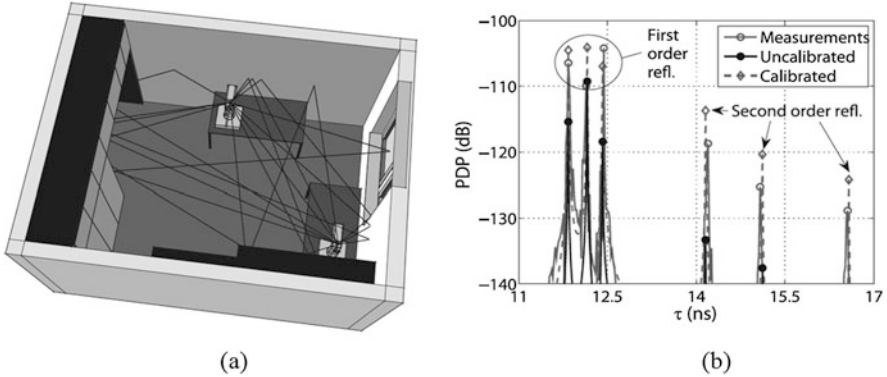 −100
−110
−120
−130
−140
PDP (dB)
11
12.5
14
15.5
17
τ (ns)
First
order
refl.
Measurements
Uncalibrated
Calibrated
Second order refl.
(a)
(b)